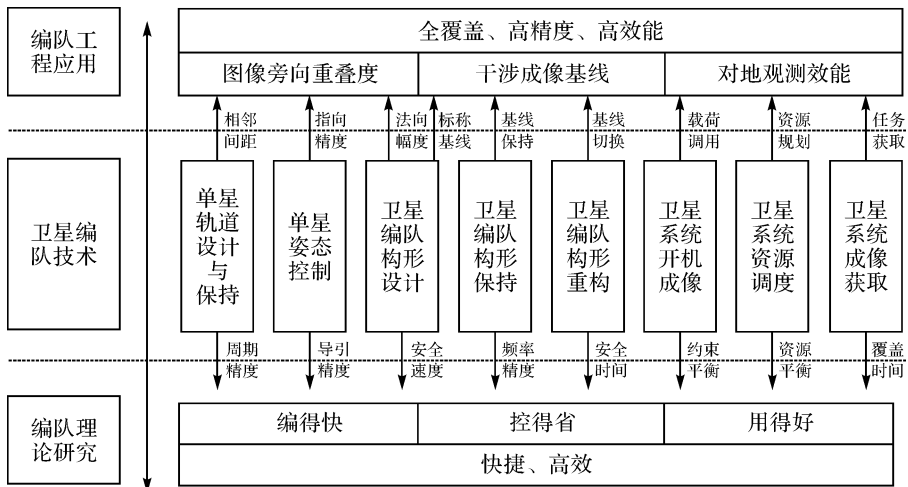 编队工
程应用
全覆盖、高精度、高效能
图像旁向重叠度
干涉成像基线
对地观测效能
相邻
间距
指向
精度
法向
幅度
标称
基线
基线
保持
基线
切换
载荷
调用
资源
规划
任务
获取
卫星编
队技术
单星
轨道
设计
与
保持
单星
姿态
控制
卫星
编队
构形
设计
卫星
编队
构形
保持
卫星
编队
构形
重构
卫星
系统
开机
成像
卫星
系统
资源
调度
卫星
系统
成像
获取
周期
精度
导引
精度
安全
速度
频率
精度
安全
时间
约束
平衡
资源
平衡
覆盖
时间
编队理
论研究
编得快
控得省
用得好
快捷、高效